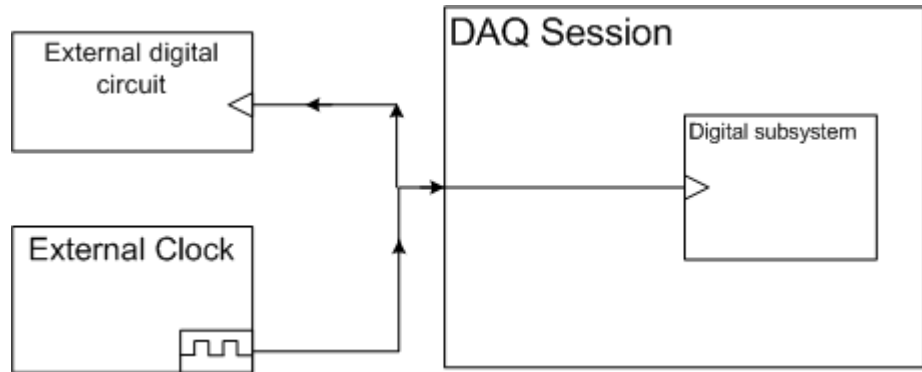 External digital
circuit
DAQ Session
Digital subsystem
External Clock